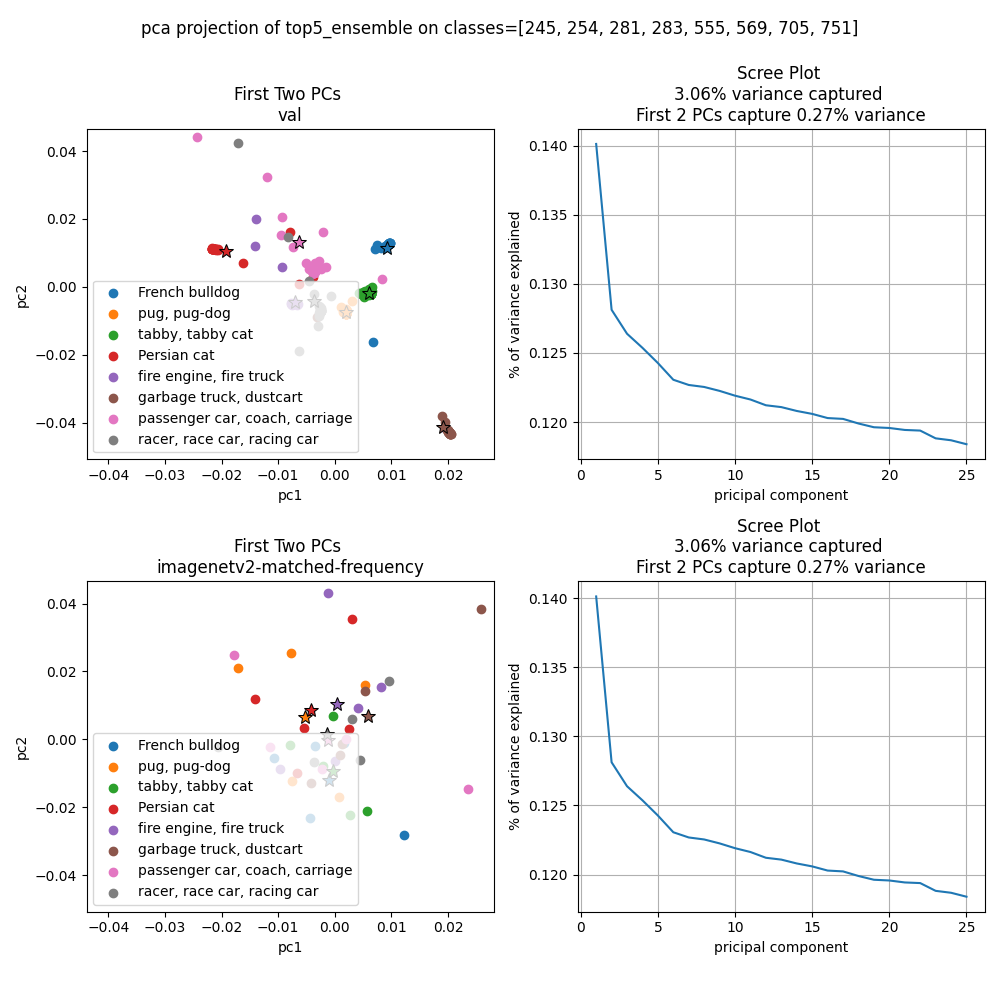 pca projection of top5_ensemble on classes=[245, 254, 281, 283, 555, 569, 705, 751]
First Two PCs
val
0.04
0.02
0.00
−0.02
−0.04
pc2
French bulldog
pug, pug-dog
tabby, tabby cat
Persian cat
fire engine, fire truck
garbage truck, dustcart
passenger car, coach, carriage
racer, race car, racing car
−0.04 −0.03 −0.02 −0.01 0.00 0.01 0.02
pc1
Scree Plot
3.06% variance captured
First 2 PCs capture 0.27% variance
0.140
0.135
0.130
0.125
0.120
% of variance explained
0 5 10 15 20 25
pricipal component
First Two PCs
imagenetv2-matched-frequency
0.04
0.02
0.00
−0.02
−0.04
pc2
French bulldog
pug, pug-dog
tabby, tabby cat
Persian cat
fire engine, fire truck
garbage truck, dustcart
passenger car, coach, carriage
racer, race car, racing car
−0.04 −0.03 −0.02 −0.01 0.00 0.01 0.02
pc1
Scree Plot
3.06% variance captured
First 2 PCs capture 0.27% variance
0.140
0.135
0.130
0.125
0.120
% of variance explained
0 5 10 15 20 25
pricipal component